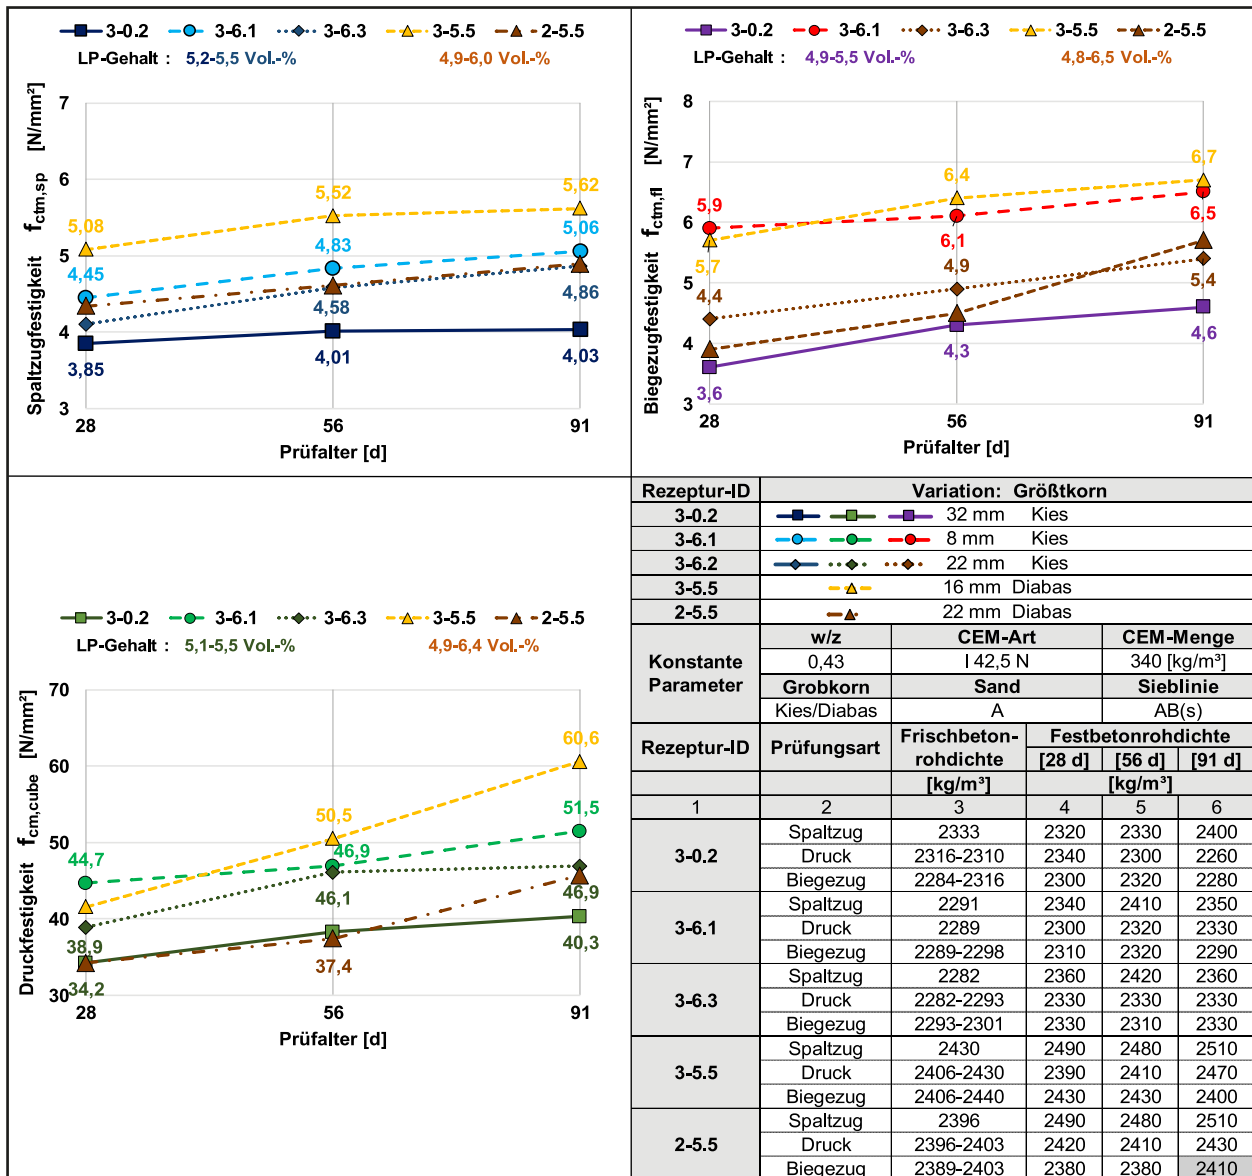 3-0.2 3-6.1 3-6.3 3-5.5 2-5.5
LP-Gehalt : 5,2-5,5 Vol.-% 4,9-6,0 Vol.-%
Spaltzugfestigkeit fctm,sp [N/mm²]
7
6
5
4
3
5,08 5,52 5,62
4,45 4,83 5,06
4,58 4,86
3,85 4,01 4,03
28 56 91
Prüfalter [d]
3-0.2 3-6.1 3-6.3 3-5.5 2-5.5
LP-Gehalt : 4,9-5,5 Vol.-% 4,8-6,5 Vol.-%
Biegezugfestigkeit fctm,fl [N/mm²]
8
7
6
5
4
3
5,9 6,4 6,7
5,7 6,1 6,5
4,4 4,9 5,4
3,6 4,3 4,6
28 56 91
Prüfalter [d]
3-0.2 3-6.1 3-6.3 3-5.5 2-5.5
LP-Gehalt : 5,1-5,5 Vol.-% 4,9-6,4 Vol.-%
Druckfestigkeit fcm,cube [N/mm²]
70
60
50
40
30
60,6
50,5 51,5
44,7 46,9
38,9 46,1 46,9
34,2 37,4 40,3
28 56 91
Prüfalter [d]
Rezeptur-ID Variation: Größtkorn
3-0.2 32 mm Kies
3-6.1 8 mm Kies
3-6.2 22 mm Kies
3-5.5 16 mm Diabas
2-5.5 22 mm Diabas
Konstante Parameter w/z CEM-Art CEM-Menge
0,43 I 42,5 N 340 [kg/m³]
Grobkorn Sand Sieblinie
Kies/Diabas A AB(s)
Rezeptur-ID Prüfungsart Frischbeton- Festbetonrohdichte
rohdichte [28 d] [56 d] [91 d]
[kg/m³] [kg/m³]
1 2 3 4 5 6
3-0.2 Spaltzug 2333 2320 2330 2400
Druck 2316-2310 2340 2300 2260
Biegezug 2284-2316 2300 2320 2280
3-6.1 Spaltzug 2291 2340 2410 2350
Druck 2289 2300 2320 2330
Biegezug 2289-2298 2310 2320 2290
3-6.3 Spaltzug 2282 2360 2420 2360
Druck 2282-2293 2330 2330 2330
Biegezug 2293-2301 2330 2310 2330
3-5.5 Spaltzug 2430 2490 2480 2510
Druck 2406-2430 2390 2410 2470
Biegezug 2406-2440 2430 2430 2400
2-5.5 Spaltzug 2396 2490 2480 2510
Druck 2396-2403 2420 2410 2430
Biegezug 2389-2403 2380 2380 2410